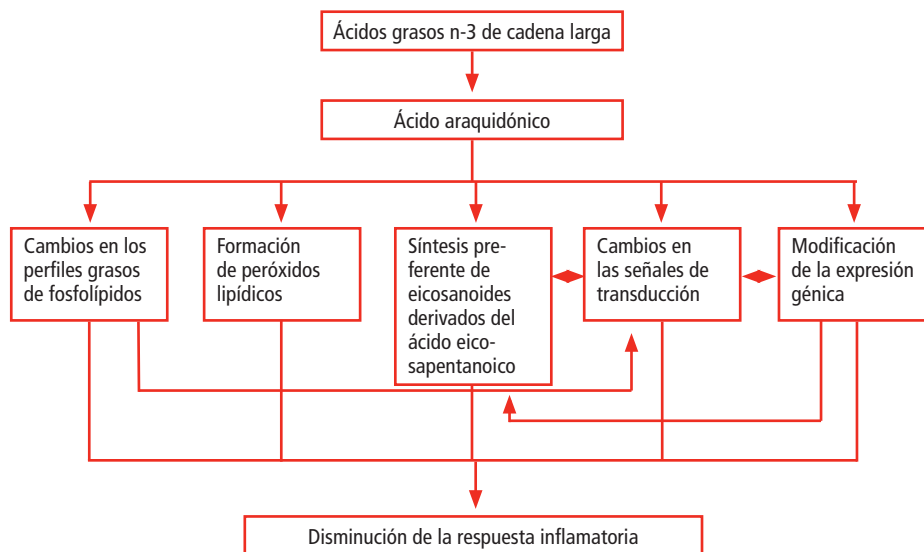 Ácidos grasos n-3 de cadena larga
Ácido araquidónico
Cambios en los
perfiles grasos
de fosfolípidos
Formación
de peróxidos
lipídicos
Síntesis pre-
ferente de
eicosanoides
derivados del
ácido eico-
sapentanoico
Cambios en
las señales de
transducción
Modificación
de la expresión
génica
Disminución de la respuesta inflamatoria